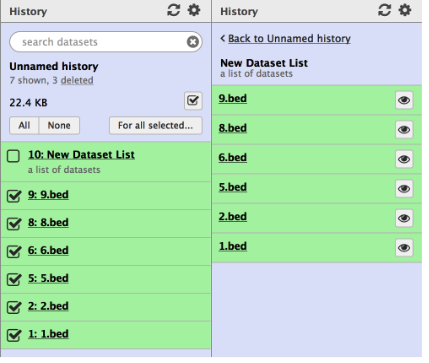 History
search datasets
Unnamed history
7 shown, 3 deleted
22.4 KB
All None For all selected...
10: New Dataset List
a list of datasets
9: 9.bed
8: 8.bed
6: 6.bed
5: 5.bed
2: 2.bed
1: 1.bed
History
Back to Unnamed history
New Dataset List
a list of datasets
9.bed
8.bed
6.bed
5.bed
2.bed
1.bed